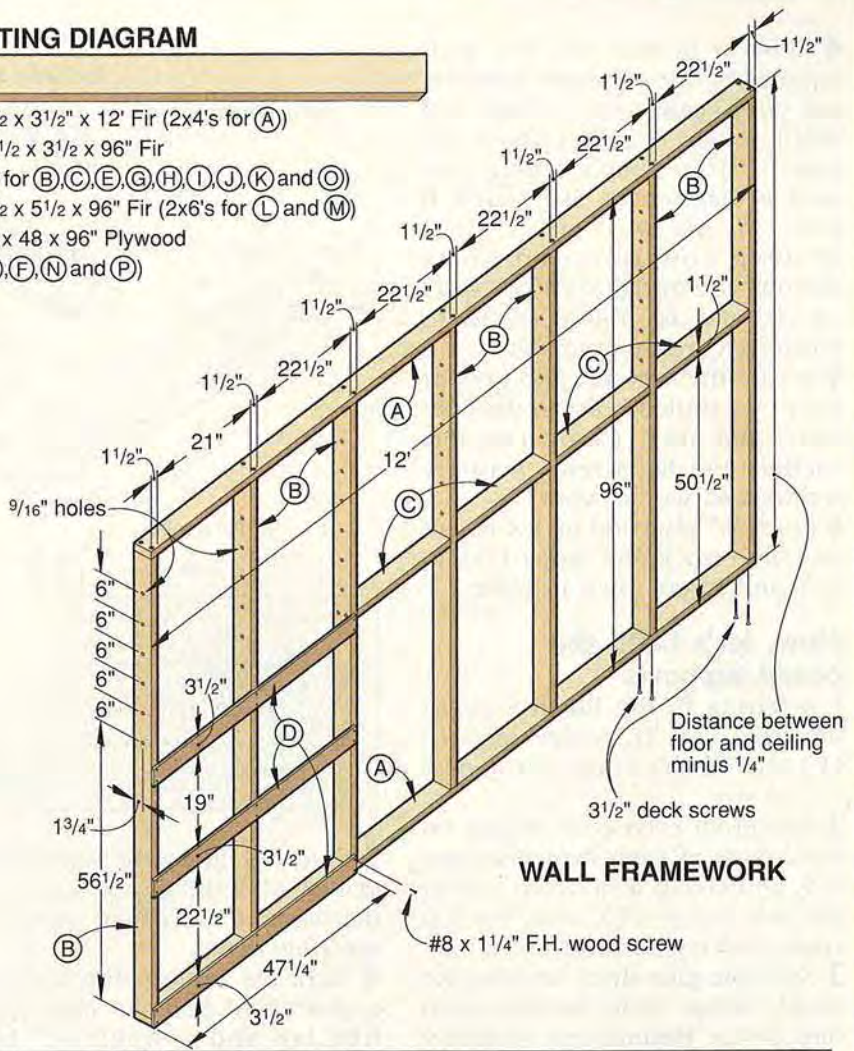 TING DIAGRAM
/2 x 3 1/2" x 12' Fir (2x4's for Ⓐ)
1/2 x 3 1/2 x 96" Fir
for Ⓑ,Ⓒ,Ⓔ,Ⓖ,Ⓗ,Ⓘ,Ⓙ,Ⓚ and Ⓞ)
/2 x 5 1/2 x 96" Fir (2x6's for Ⓛ and Ⓜ)
x 48 x 96" Plywood
),Ⓕ,Ⓝ and Ⓟ)
1 1/2"
22 1/2"
1 1/2"
22 1/2"
1 1/2"
22 1/2"
1 1/2"
22 1/2"
1 1/2"
22 1/2"
1 1/2"
21"
1 1/2"
9/16" holes
Ⓑ
Ⓑ
Ⓑ
Ⓐ
Ⓒ
Ⓒ
1 1/2"
12'
96"
50 1/2"
6"
6"
6"
6"
6"
3 1/2"
Ⓓ
19"
1 3/4"
3 1/2"
56 1/2"
22 1/2"
Ⓑ
3 1/2"
47 1/4"
Ⓐ
#8 x 1 1/4" F.H. wood screw
3 1/2" deck screws
Distance between
floor and ceiling
minus 1/4"
WALL FRAMEWORK